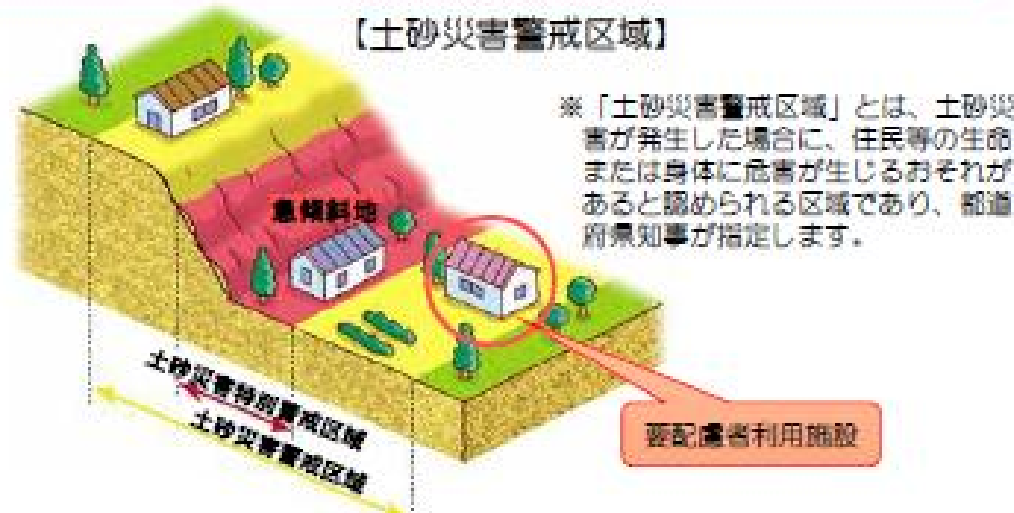 【土砂災害警戒区域】
※「土砂災害警戒区域」とは、土砂災
害が発生した場合に、住民等の生命
または身体に危害が生じるおそれが
あると認められる区域であり、都道
府県知事が指定します。
急傾斜地
土砂災害特別警戒区域
土砂災害警戒区域
要配慮者利用施設